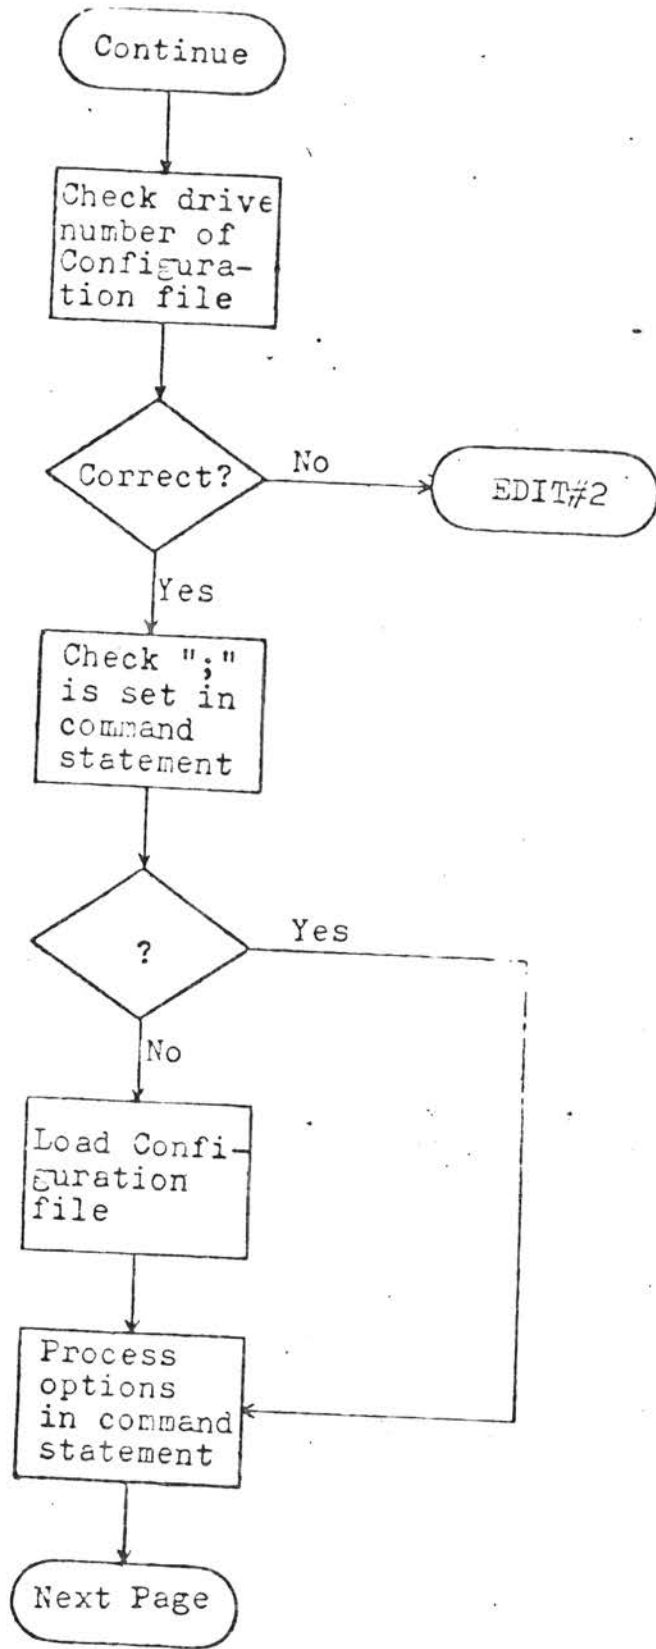 Continue
Check drive
number of
Configura-
tion file
Correct?
No
EDIT#2
Yes
Check ";"
is set in
command
statement
?
Yes
No
Load Confi-
guration
file
Process
options
in command
statement
Next Page